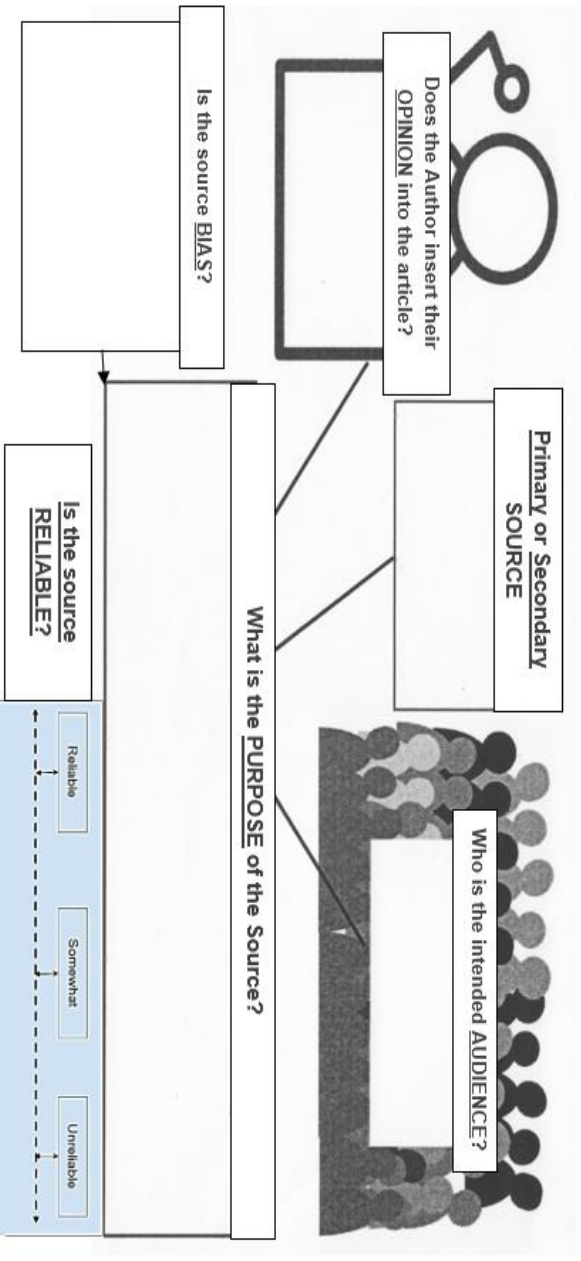 Does the Author insert their
OPINION into the article?
Primary or Secondary
SOURCE
Who is the intended AUDIENCE?
Is the source BIAS?
What is the PURPOSE of the Source?
Is the source
RELIABLE?
Reliable
Somewhat
Unreliable